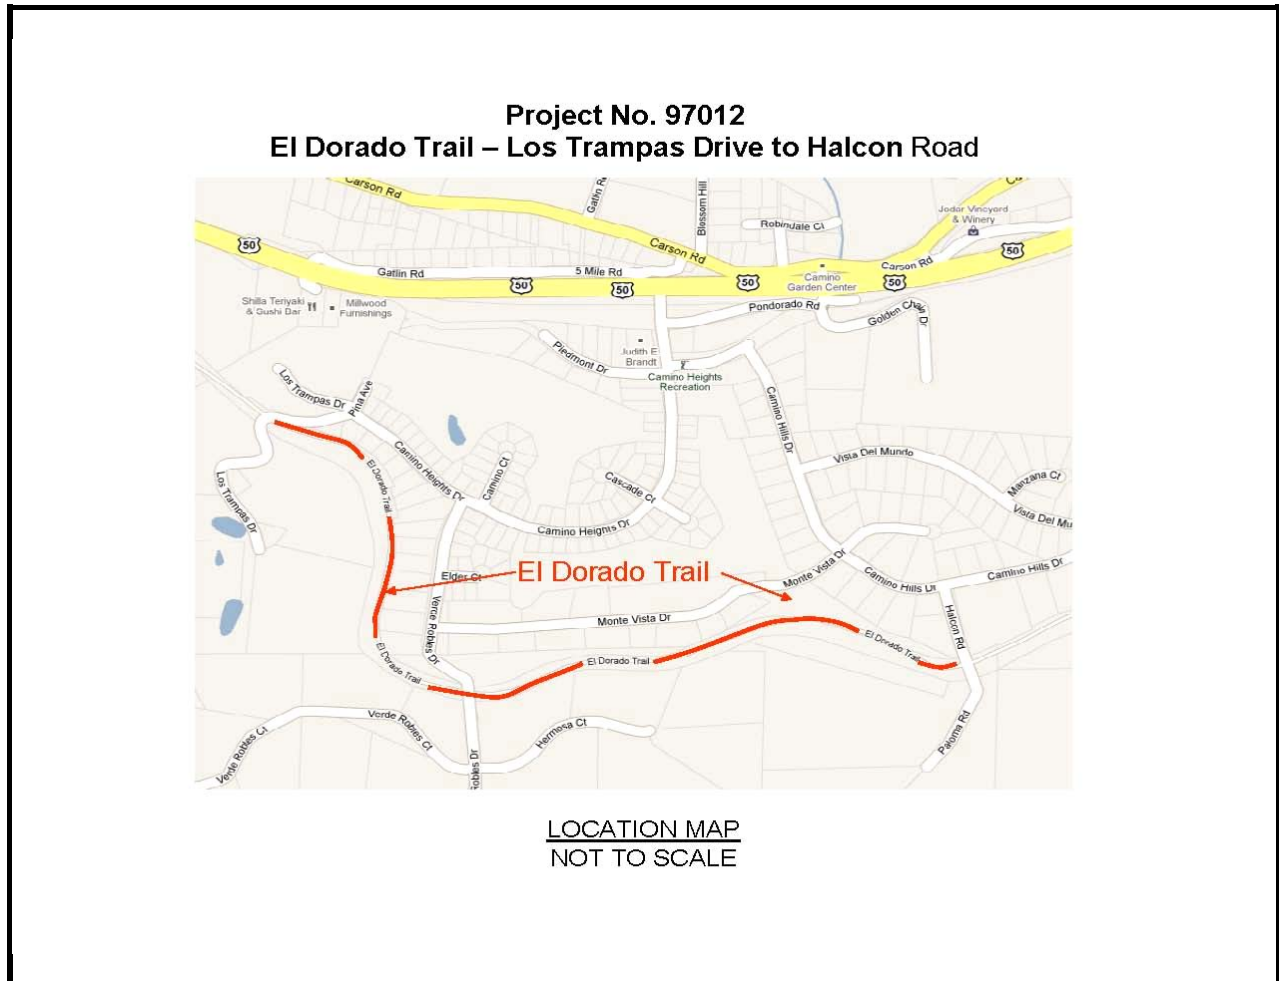 Project No. 97012
El Dorado Trail – Los Trampas Drive to Halcon Road
Carson Rd
Gatlin R
Blossom Hill
Robindale Ct
Jodar Vineyard
& Winery
50
Carson Rd
50
Gatlin Rd
5 Mile Rd
50
50
50
Camino
Garden Center
Carson Rd
50
Shilla Teriyaki
& Sushi Bar
Millwood
Furnishings
Pondorado Rd
Golden Chain Dr
Piedmont Dr
Judith E
Brandt
Camino Heights
Recreation
Los Trampas Dr
Pina Ave
Camino Hills Dr
Camino Heights Dr
Camino Ct
Cascade Ct
Vista Del Mundo
Manzana Ct
Vista Del Mu
El Dorado Trail
Los Trampas Dr
Camino Heights Dr
Elder Ct
El Dorado Trail
Monte Vista Dr
Camino Hills Dr
Camino Hills Dr
Verde Robles Dr
Monte Vista Dr
Halcon Rd
El Dorado Trail
El Dorado Trail
El Dorado Trail
Verde Robles Ct
Verde Robles Ct
Hermosa Ct
Paloma Rd
Robles Dr
LOCATION MAP
NOT TO SCALE